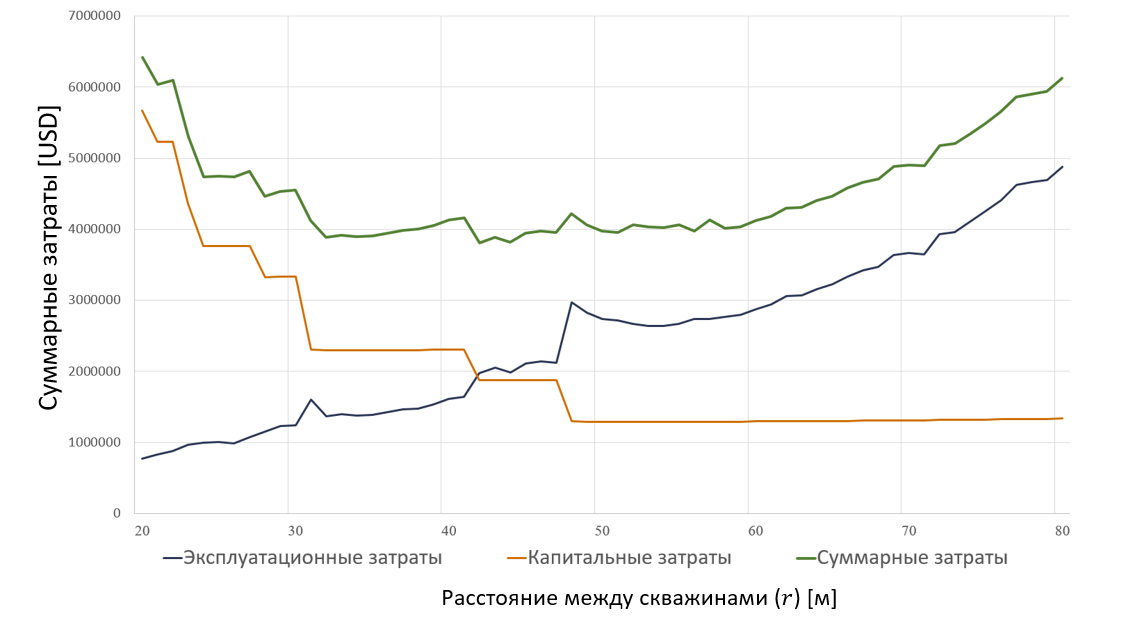 7000000
6000000
5000000
4000000
3000000
2000000
1000000
0
Суммарные затраты [USD]
20 30 40 50 60 70 80
Эксплуатационные затраты Капитальные затраты Суммарные затраты
Расстояние между скважинами (r) [м]